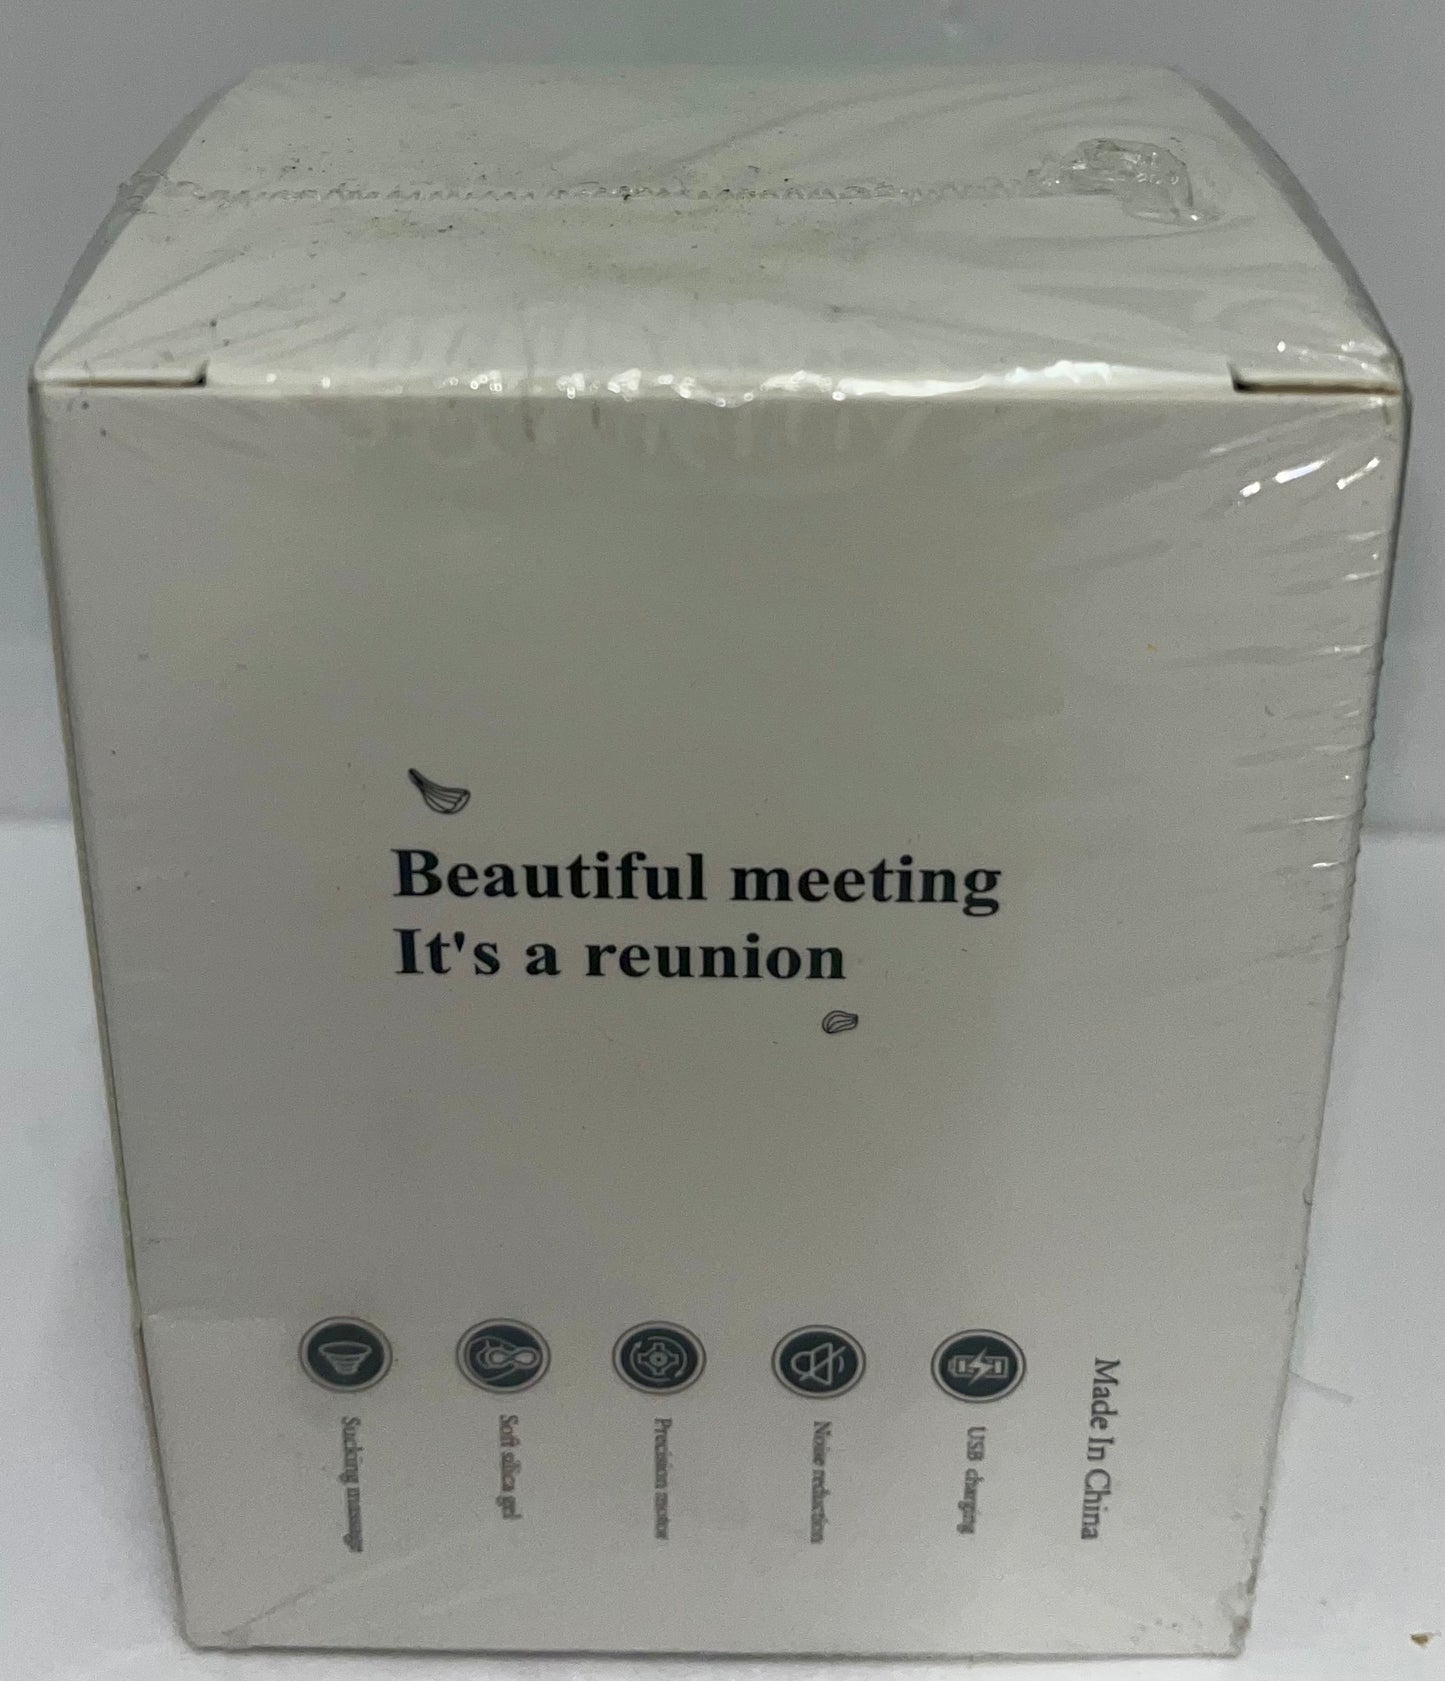 Beautiful meeting
It's a reunion
Sucking massage
Soft silica gel
Precision motor
Noise reduction
USB charging
Made In China